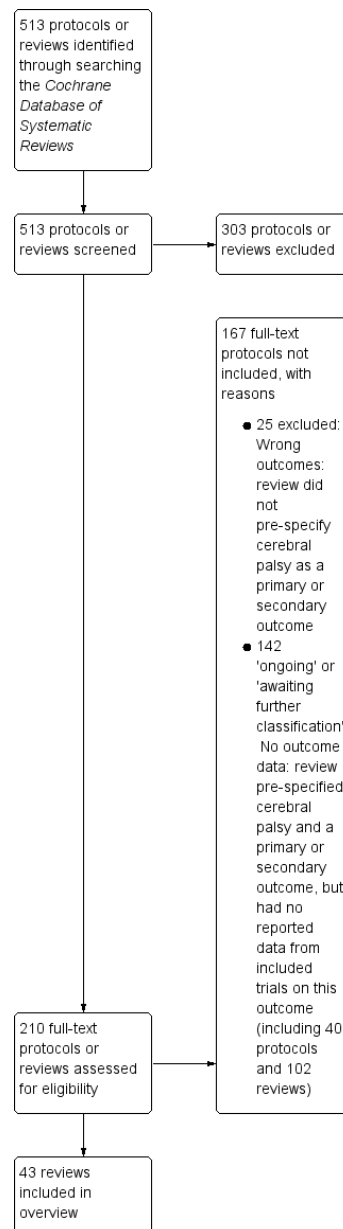 513 protocols or
reviews identified
through searching
the Cochrane
Database of
Systematic
Reviews
513 protocols or
reviews screened
303 protocols or
reviews excluded
167 full-text
protocols not
included, with
reasons
● 25 excluded:
Wrong
outcomes:
review did
not
pre-specify
cerebral
palsy as a
primary or
secondary
outcome
● 142
'ongoing' or
'awaiting
further
classification'
No outcome
data: review
pre-specified
cerebral
palsy and a
primary or
secondary
outcome, but
had no
reported
data from
included
trials on this
outcome
(including 40
protocols
and 102
reviews)
210 full-text
protocols or
reviews assessed
for eligibility
43 reviews
included in
overview